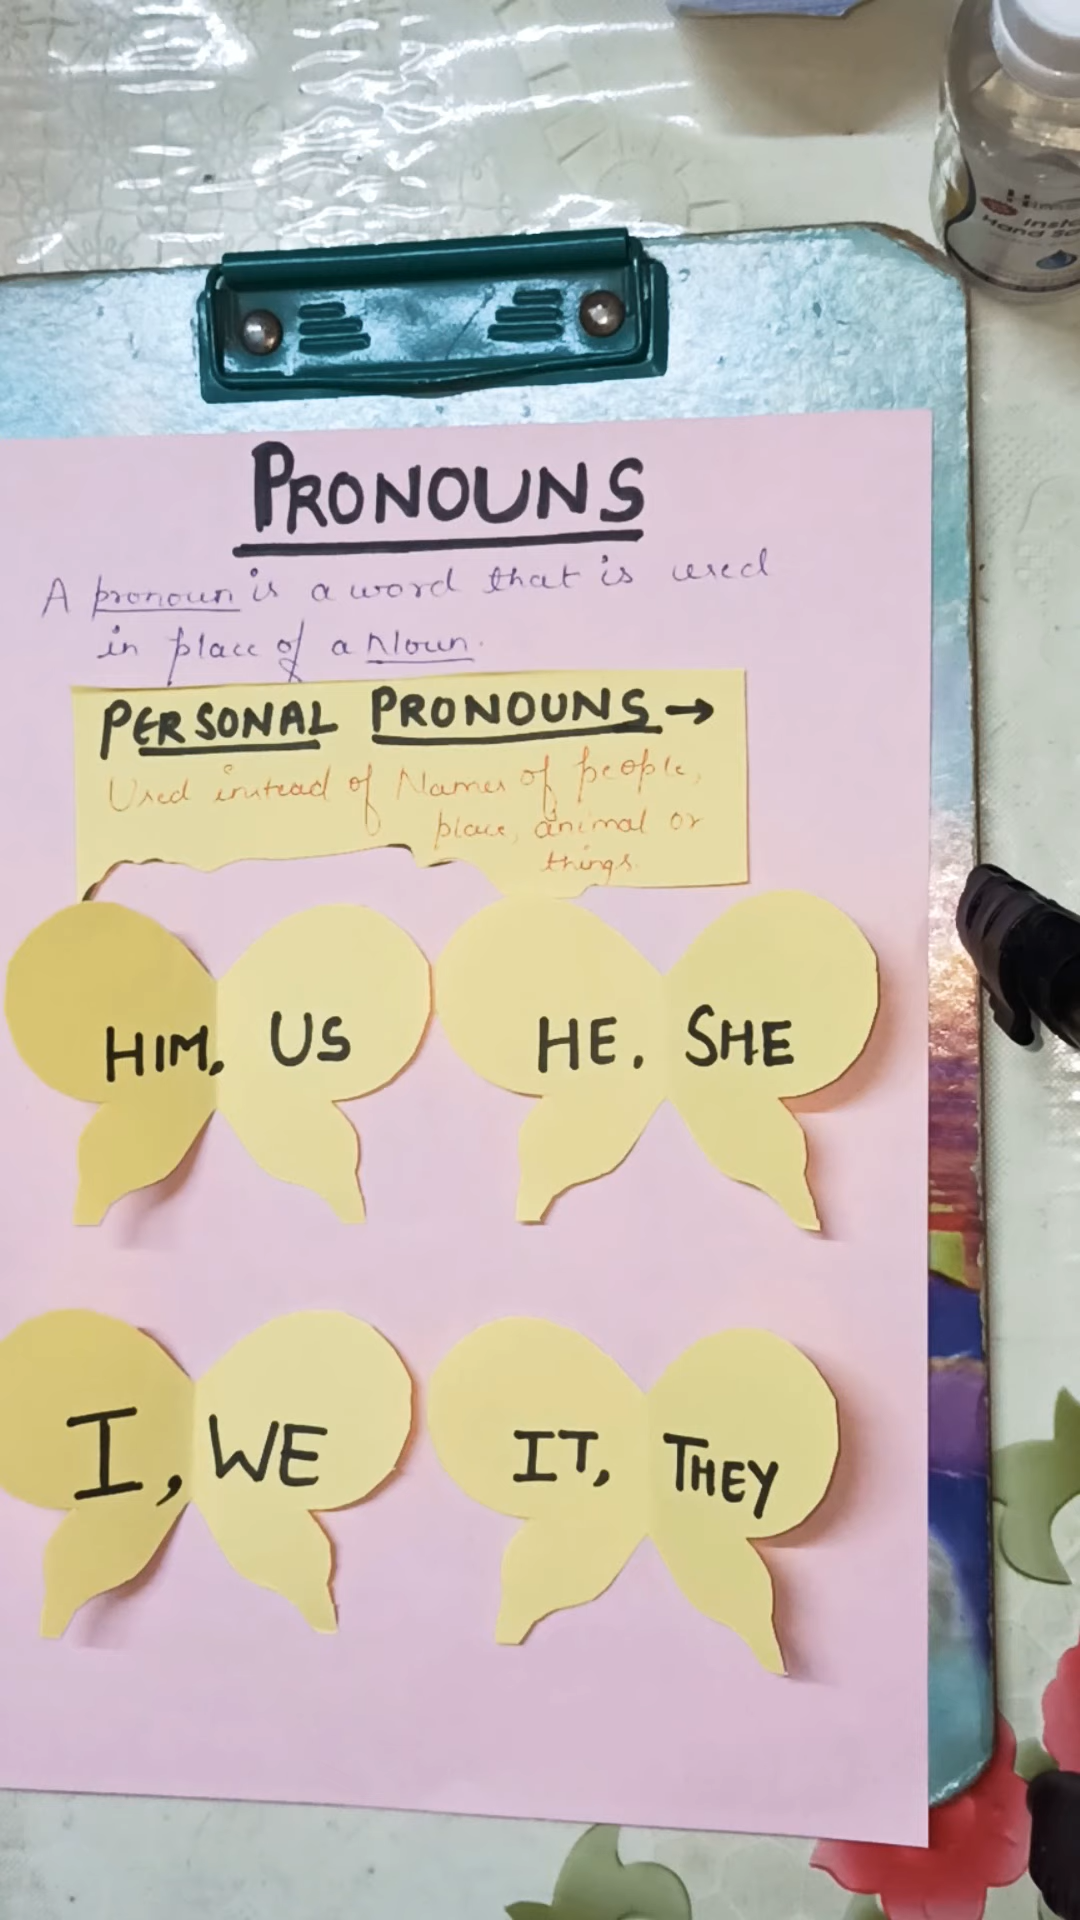 PRONOUNS
A pronoun is a word that is used
in place of a Noun.
PERSONAL PRONOUNS →
Used instead of Names of people,
place, animal or
things.
HIM, US
HE, SHE
I, WE
IT, THEY
Hand